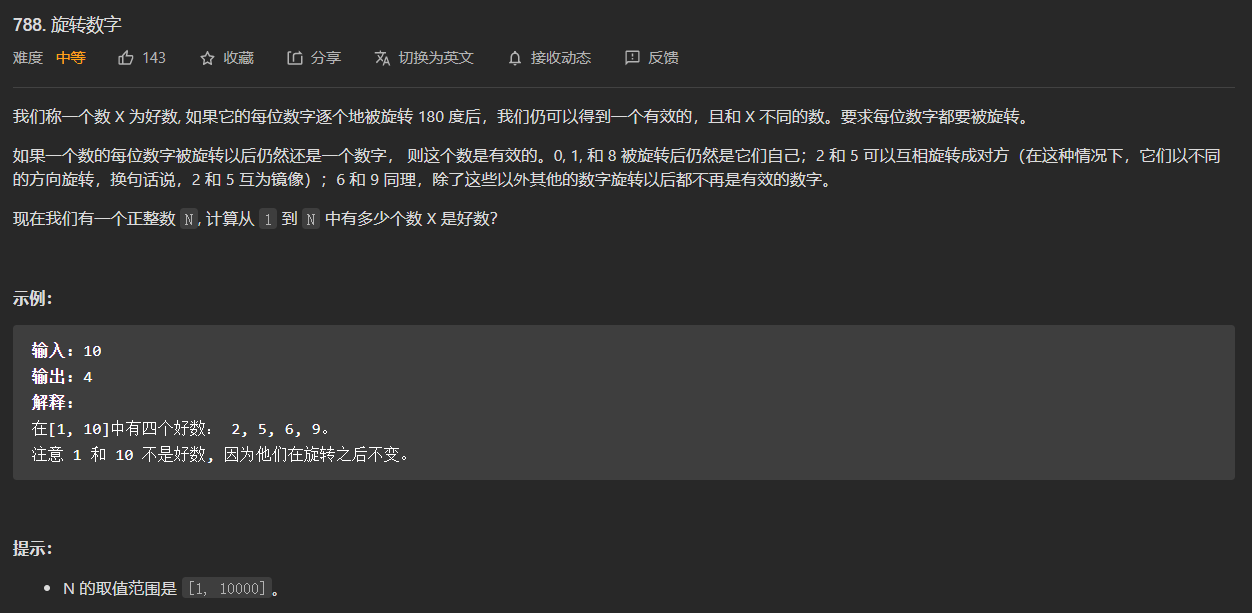 788. 旋转数字
难度 中等 143 收藏 分享 切换为英文 接收动态 反馈
我们称一个数 X 为好数, 如果它的每位数字逐个地被旋转 180 度后，我们仍可以得到一个有效的，且和 X 不同的数。要求每位数字都要被旋转。
如果一个数的每位数字被旋转以后仍然还是一个数字， 则这个数是有效的。0, 1, 和 8 被旋转后仍然是它们自己；2 和 5 可以互相旋转成对方（在这种情况下，它们以不同
的方向旋转，换句话说，2 和 5 互为镜像）；6 和 9 同理，除了这些以外其他的数字旋转以后都不再是有效的数字。
现在我们有一个正整数 N, 计算从 1 到 N 中有多少个数 X 是好数？
示例：
输入：10
输出：4
解释：
在[1, 10]中有四个好数： 2, 5, 6, 9。
注意 1 和 10 不是好数, 因为他们在旋转之后不变。
提示：
• N 的取值范围是 [1, 10000]。